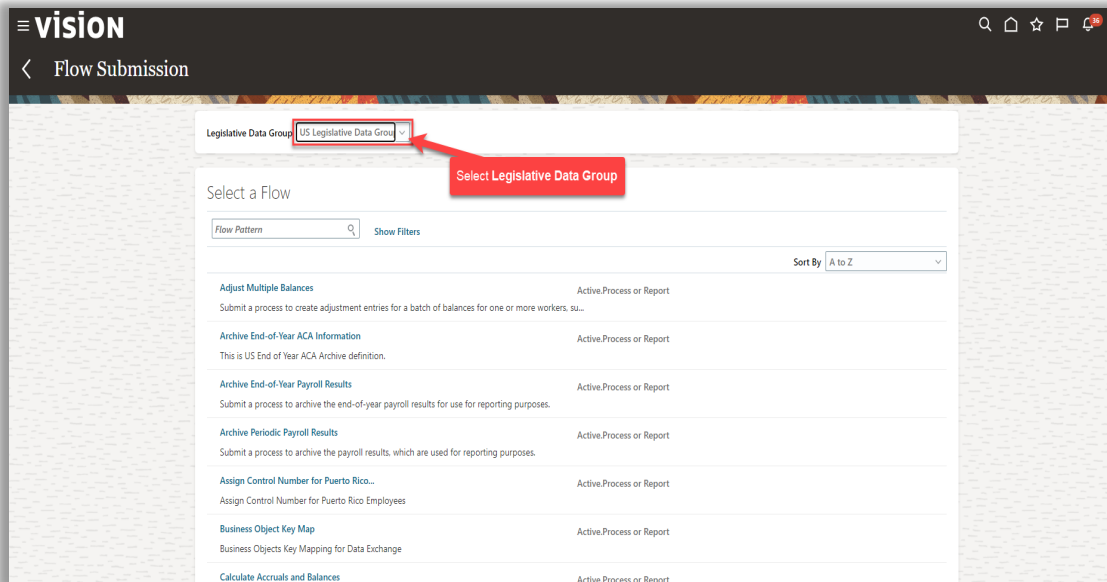 VISION
36
Flow Submission
Legislative Data Group US Legislative Data Grou
Select Legislative Data Group
Select a Flow
Flow Pattern Show Filters
Sort By A to Z
Adjust Multiple Balances Active.Process or Report
Submit a process to create adjustment entries for a batch of balances for one or more workers, su...
Archive End-of-Year ACA Information Active.Process or Report
This is US End of Year ACA Archive definition.
Archive End-of-Year Payroll Results Active.Process or Report
Submit a process to archive the end-of-year payroll results for use for reporting purposes.
Archive Periodic Payroll Results Active.Process or Report
Submit a process to archive the payroll results, which are used for reporting purposes.
Assign Control Number for Puerto Rico... Active.Process or Report
Assign Control Number for Puerto Rico Employees
Business Object Key Map Active.Process or Report
Business Objects Key Mapping for Data Exchange
Calculate Accruals and Balances Active.Process or Report